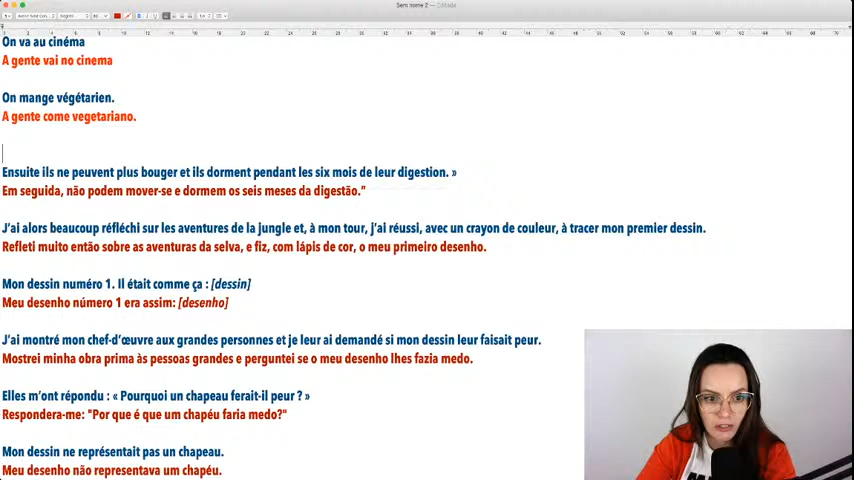 Sem nome 2 — Editada
On va au cinéma
A gente vai no cinema
On mange végétarien.
A gente come vegetariano.
Ensuite ils ne peuvent plus bouger et ils dorment pendant les six mois de leur digestion. »
Em seguida, não podem mover-se e dormem os seis meses da digestão."
J'ai alors beaucoup réfléchi sur les aventures de la jungle et, à mon tour, j'ai réussi, avec un crayon de couleur, à tracer mon premier dessin.
Refleti muito então sobre as aventuras da selva, e fiz, com lápis de cor, o meu primeiro desenho.
Mon dessin numéro 1. Il était comme ça : [dessin]
Meu desenho número 1 era assim: [desenho]
J'ai montré mon chef-d'œuvre aux grandes personnes et je leur ai demandé si mon dessin leur faisait peur.
Mostrei minha obra prima às pessoas grandes e perguntei se o meu desenho lhes fazia medo.
Elles m'ont répondu : « Pourquoi un chapeau ferait-il peur ? »
Respondera-me: "Por que é que um chapéu faria medo?"
Mon dessin ne représentait pas un chapeau.
Meu desenho não representava um chapéu.